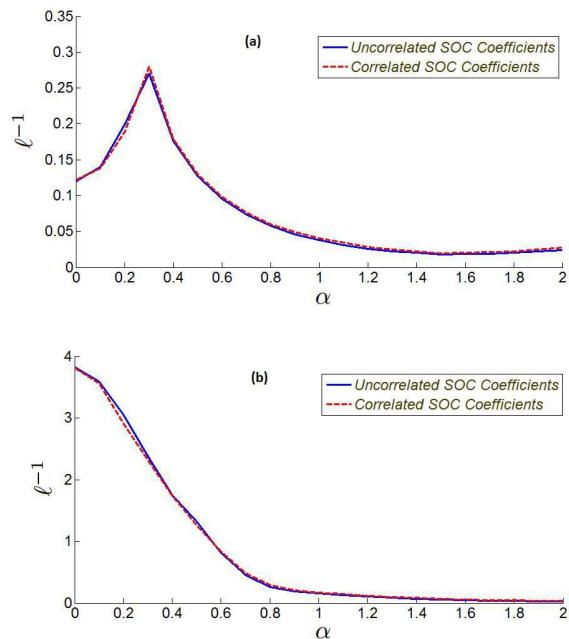 0.35
(a)
Uncorrelated SOC Coefficients
Correlated SOC Coefficients
0.3
0.25
0.2
0.15
0.1
0.05
0
ℓ⁻¹
0 0.2 0.4 0.6 0.8 1 1.2 1.4 1.6 1.8 2
α
4
(b)
Uncorrelated SOC Coefficients
Correlated SOC Coefficients
3
2
1
0
ℓ⁻¹
0 0.2 0.4 0.6 0.8 1 1.2 1.4 1.6 1.8 2
α